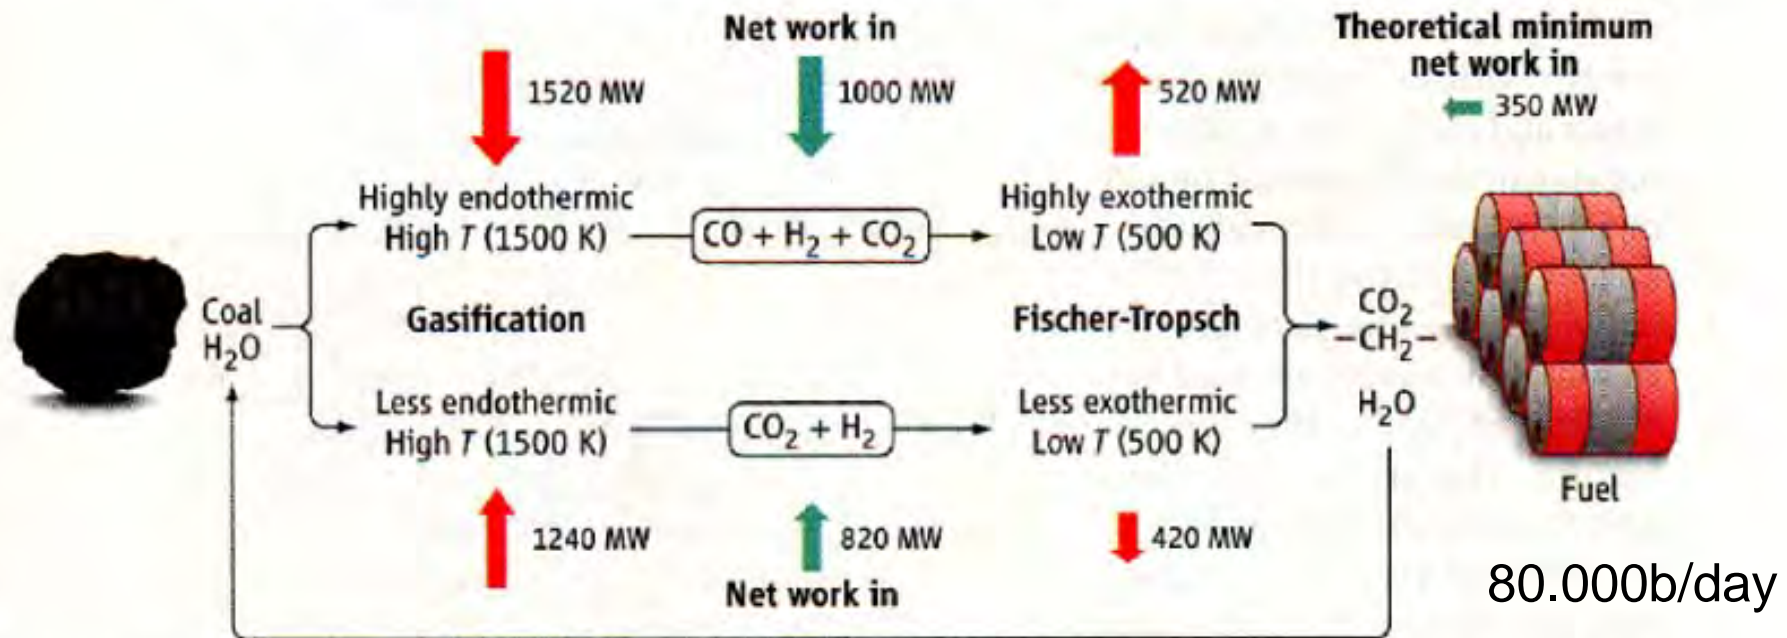 Net work in
Theoretical minimum
net work in
1520 MW
1000 MW
520 MW
350 MW
Highly endothermic
High T (1500 K)
CO + H₂ + CO₂
Highly exothermic
Low T (500 K)
Coal
H₂O
Gasification
Fischer-Tropsch
CO₂
–CH₂–
H₂O
Less endothermic
High T (1500 K)
CO₂ + H₂
Less exothermic
Low T (500 K)
Fuel
1240 MW
820 MW
420 MW
Net work in
80.000b/day